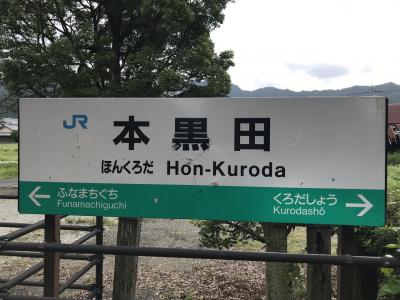 JR
本黒田
ほんくろだ Hon-Kuroda
← ふなまちぐち
Funamachiguchi
くろだしょう →
Kurodashō